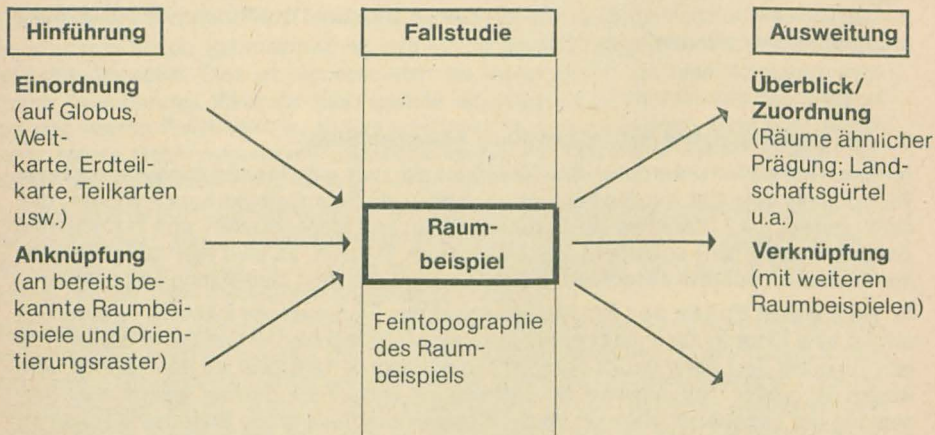 Hinführung
Einordnung
(auf Globus,
Welt-
karte, Erdteil-
karte, Teilkarten
usw.)
Anknüpfung
(an bereits be-
kannte Raumbei-
spiele und Orien-
tierungsraster)
Fallstudie
Raum-
beispiel
Feintopographie
des Raum-
beispiels
Ausweitung
Überblick/
Zuordnung
(Räume ähnlicher
Prägung; Land-
schaftsgürtel
u.a.)
Verknüpfung
(mit weiteren
Raumbeispielen)